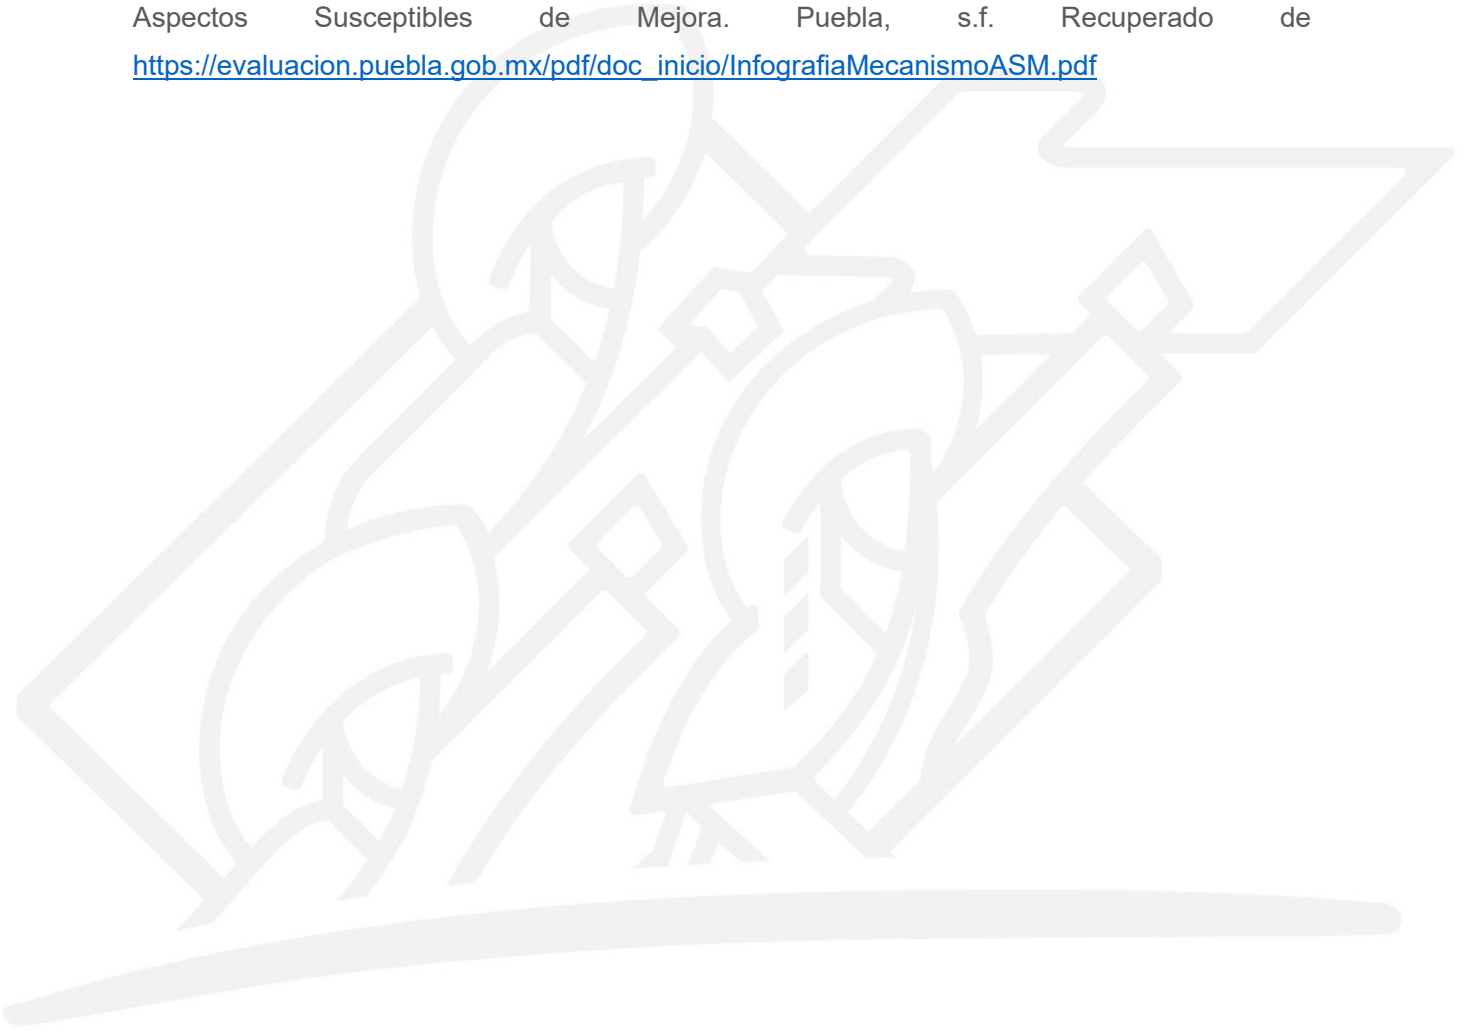 Aspectos Susceptibles de Mejora. Puebla, s.f. Recuperado de
https://evaluacion.puebla.gob.mx/pdf/doc_inicio/InfografiaMecanismoASM.pdf